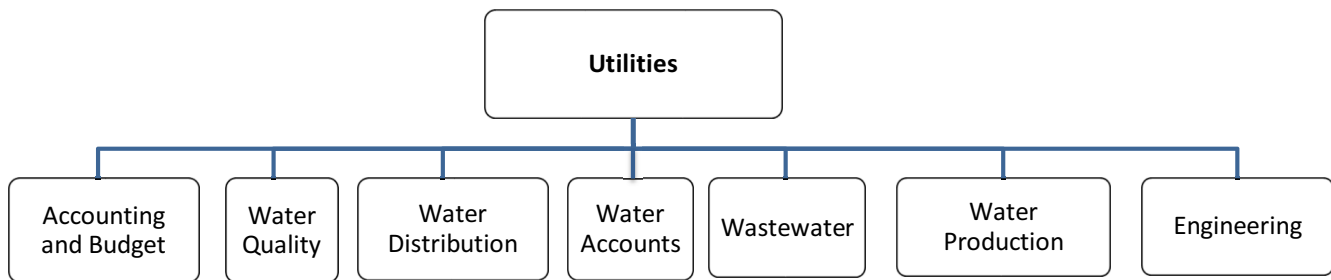 Utilities
Accounting
and Budget
Water
Quality
Water
Distribution
Water
Accounts
Wastewater
Water
Production
Engineering